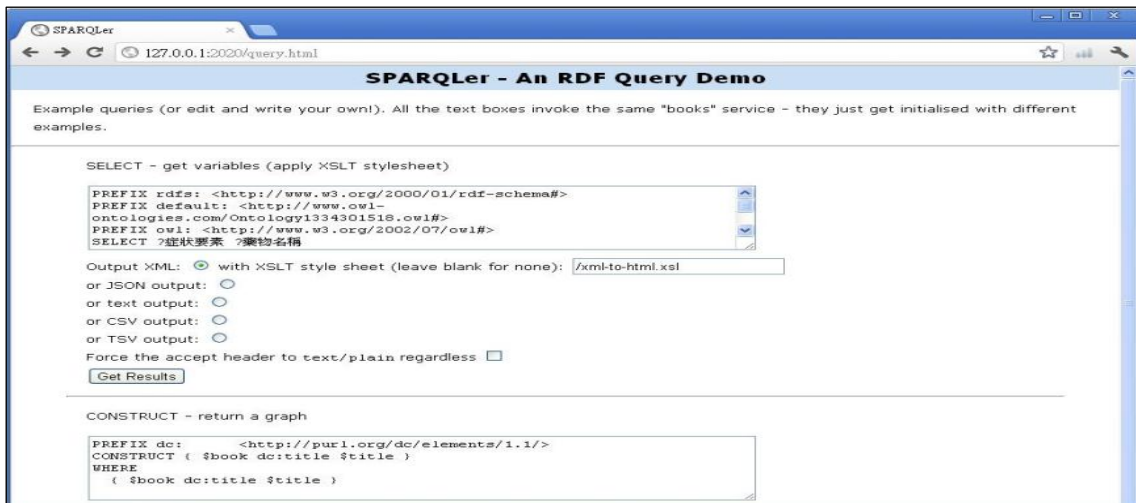 SPARQLer
127.0.0.1:2020/query.html
SPARQLer - An RDF Query Demo
Example queries (or edit and write your own!). All the text boxes invoke the same "books" service - they just get initialised with different
examples.
SELECT - get variables (apply XSLT stylesheet)
PREFIX rdfs: <http://www.w3.org/2000/01/rdf-schema#>
PREFIX default: <http://www.owl-
ontologies.com/Ontology1334301518.owl#>
PREFIX owl: <http://www.w3.org/2002/07/owl#>
SELECT ?症狀要素 ?藥物名稱
Output XML: with XSLT style sheet (leave blank for none): /xml-to-html.xsl
or JSON output:
or text output:
or CSV output:
or TSV output:
Force the accept header to text/plain regardless
Get Results
CONSTRUCT - return a graph
PREFIX dc: <http://purl.org/dc/elements/1.1/>
CONSTRUCT { $book dc:title $title }
WHERE
{ $book dc:title $title }